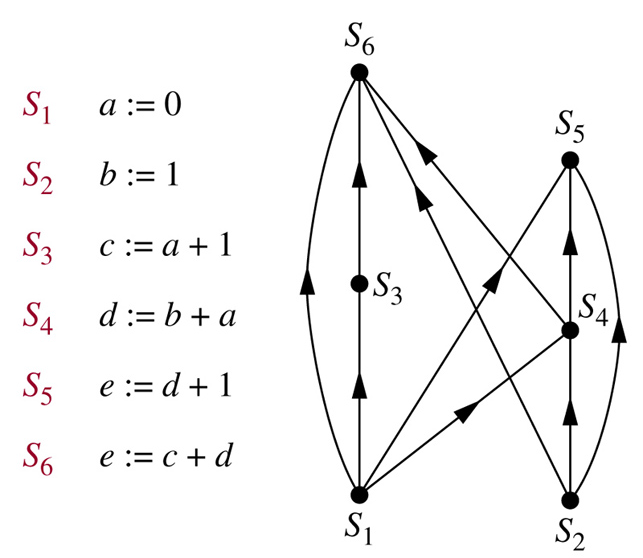 S₁ a := 0
S₂ b := 1
S₃ c := a + 1
S₄ d := b + a
S₅ e := d + 1
S₆ e := c + d
S₆
S₅
S₃
S₄
S₁
S₂